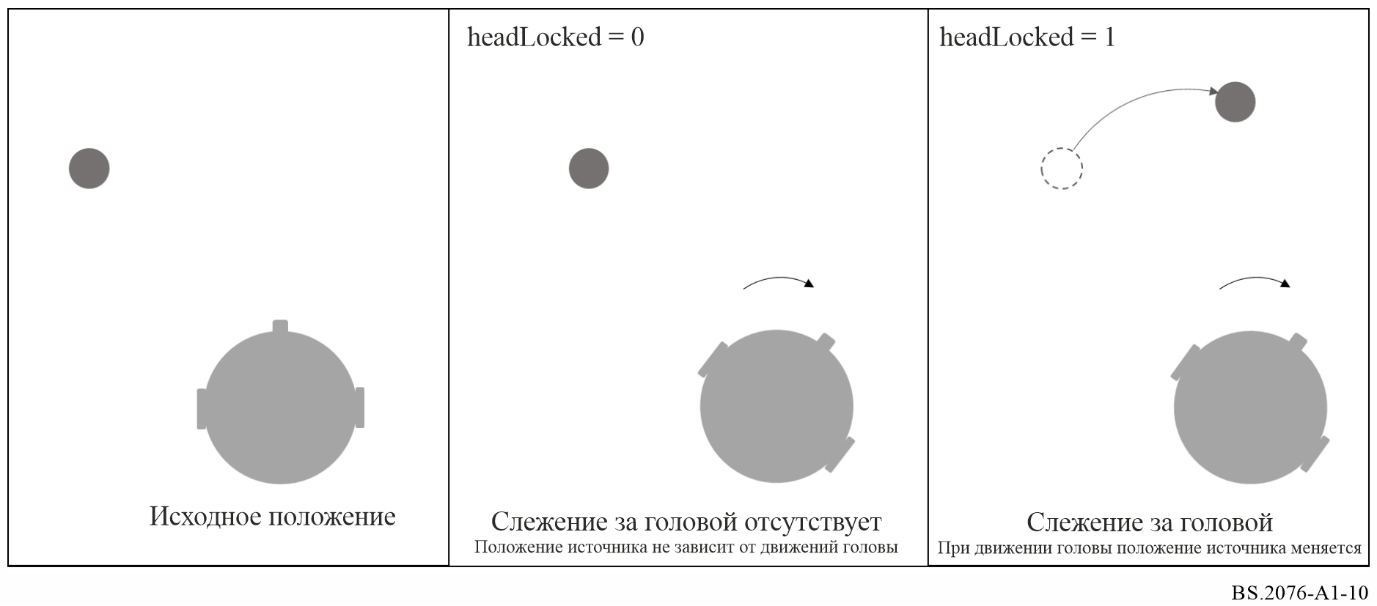 headLocked = 0
headLocked = 1
Исходное положение
Слежение за головой отсутствует
Положение источника не зависит от движений головы
Слежение за головой
При движении головы положение источника меняется
BS.2076-A1-10